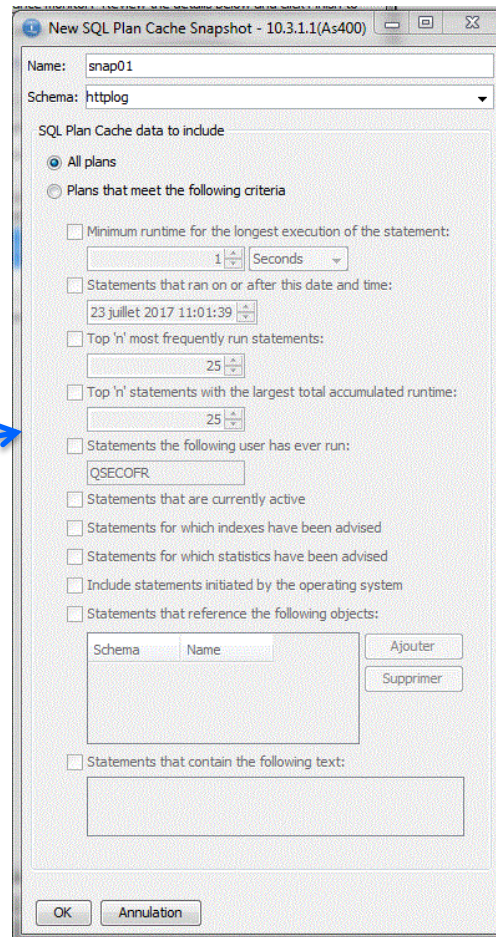 New SQL Plan Cache Snapshot - 10.3.1.1(As400)
Name: snap01
Schema: httplog
SQL Plan Cache data to include
All plans
Plans that meet the following criteria
Minimum runtime for the longest execution of the statement:
1 Seconds
Statements that ran on or after this date and time:
23 juillet 2017 11:01:39
Top 'n' most frequently run statements:
25
Top 'n' statements with the largest total accumulated runtime:
25
Statements the following user has ever run:
QSECOFR
Statements that are currently active
Statements for which indexes have been advised
Statements for which statistics have been advised
Include statements initiated by the operating system
Statements that reference the following objects:
Schema Name
Ajouter
Supprimer
Statements that contain the following text:
OK Annulation